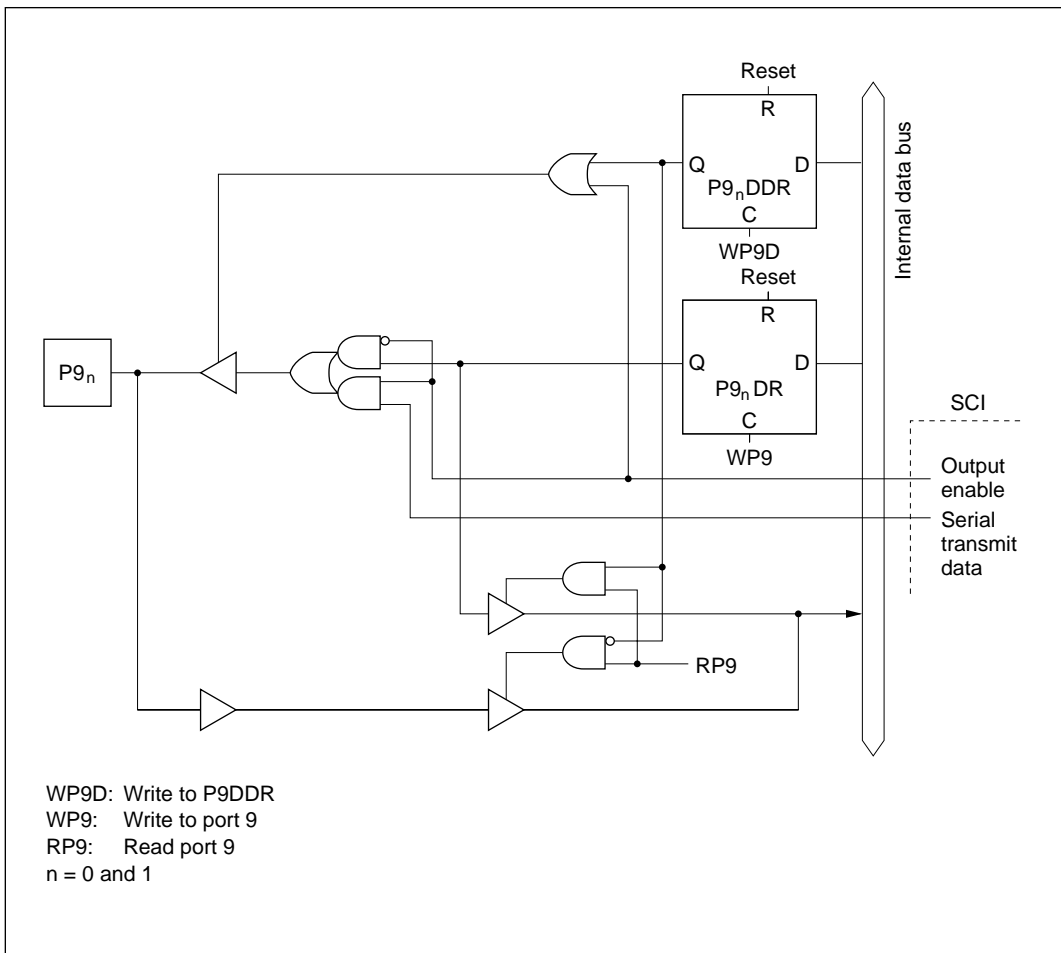 Reset
R
Q
D
P9nDDR
C
WP9D
Internal data bus
Reset
R
P9n
Q
D
P9n DR
C
WP9
SCI
Output
enable
Serial
transmit
data
RP9
WP9D: Write to P9DDR
WP9: Write to port 9
RP9: Read port 9
n = 0 and 1